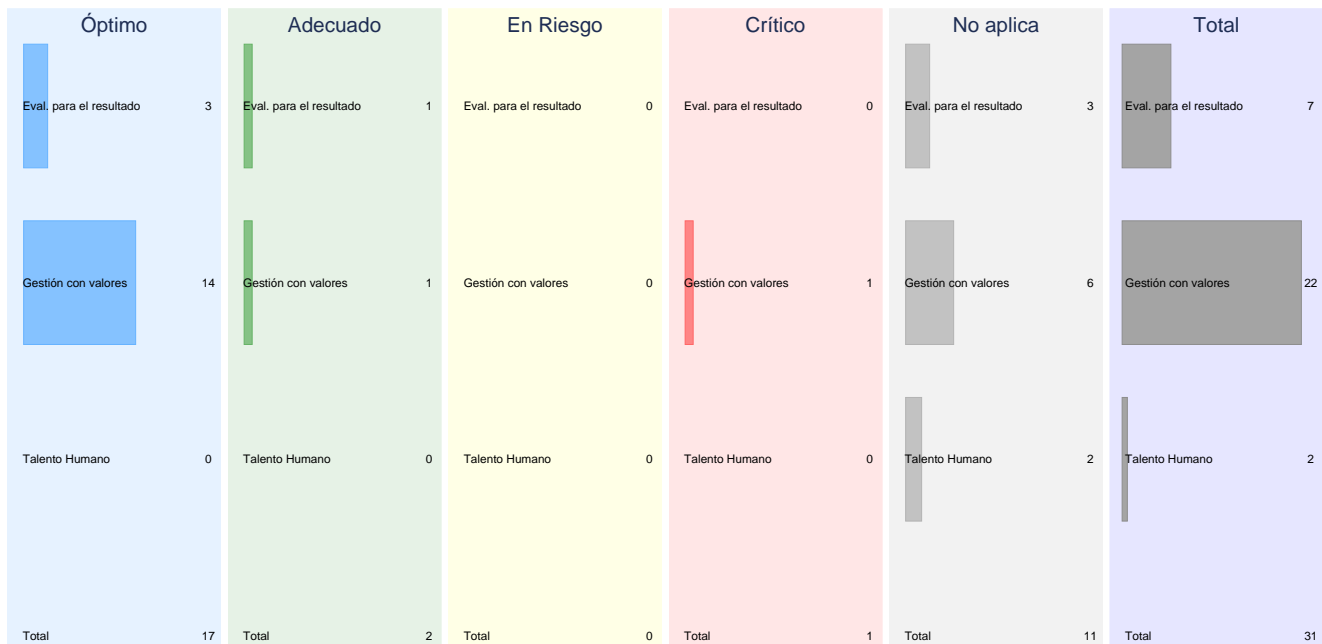 Óptimo Adecuado En Riesgo Crítico No aplica Total
Eval. para el resultado 3 Eval. para el resultado 1 Eval. para el resultado 0 Eval. para el resultado 0 Eval. para el resultado 3 Eval. para el resultado 7
Gestión con valores 14 Gestión con valores 1 Gestión con valores 0 Gestión con valores 1 Gestión con valores 6 Gestión con valores 22
Talento Humano 0 Talento Humano 0 Talento Humano 0 Talento Humano 0 Talento Humano 2 Talento Humano 2
Total 17 Total 2 Total 0 Total 1 Total 11 Total 31